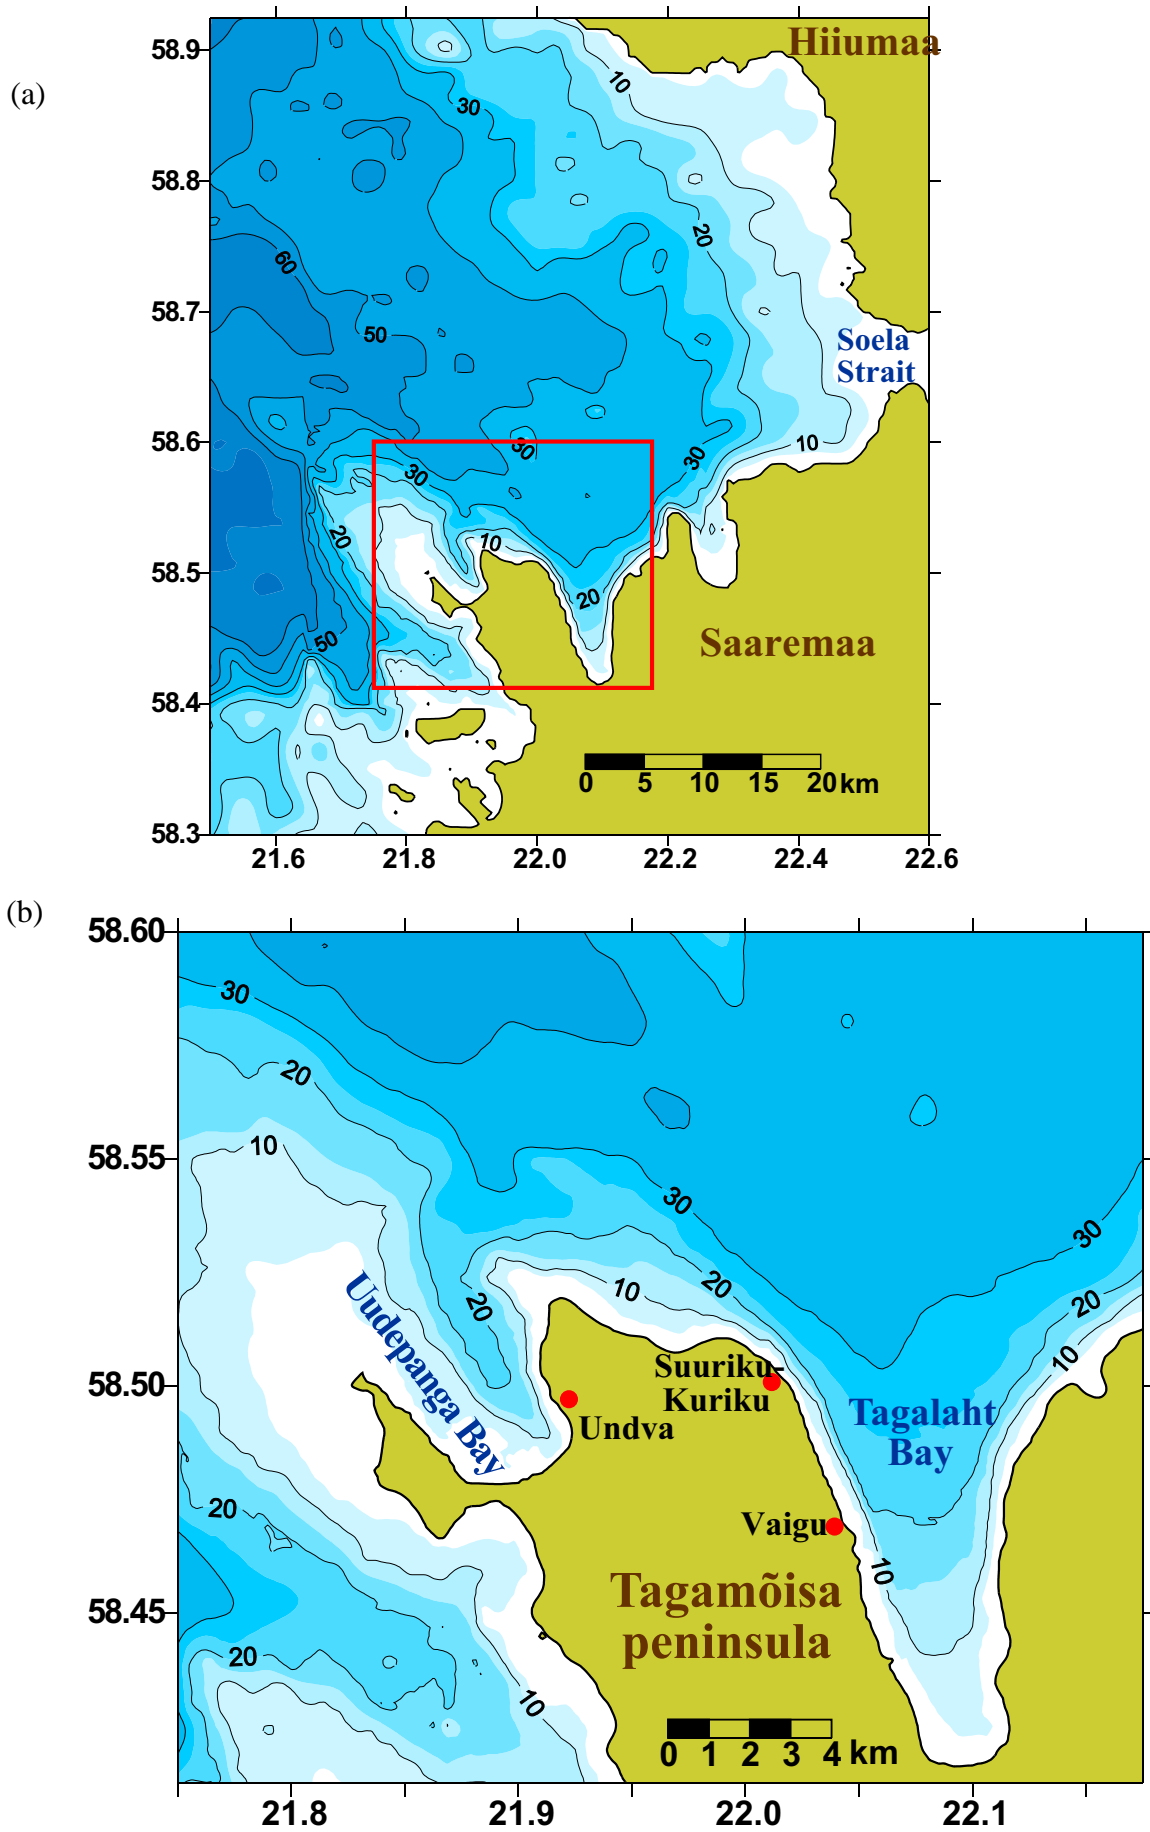 Hiiumaa
58.9
10
(a)
30
58.8
20
60
58.7
50
Soela
Strait
58.6
30
10
30
30
20
10
58.5
20
50
Saaremaa
58.4
0 5 10 15 20 km
58.3
21.6 21.8 22.0 22.2 22.4 22.6
(b)
58.60
30
20
10
58.55
30
30
20
10
20
20
Uudepanga Bay
10
Suuriku-
Kuriku
58.50
Undva
Tagalaht
Bay
20
Vaigu
10
Tagamõisa
peninsula
58.45
20
10
0 1 2 3 4 km
21.8 21.9 22.0 22.1